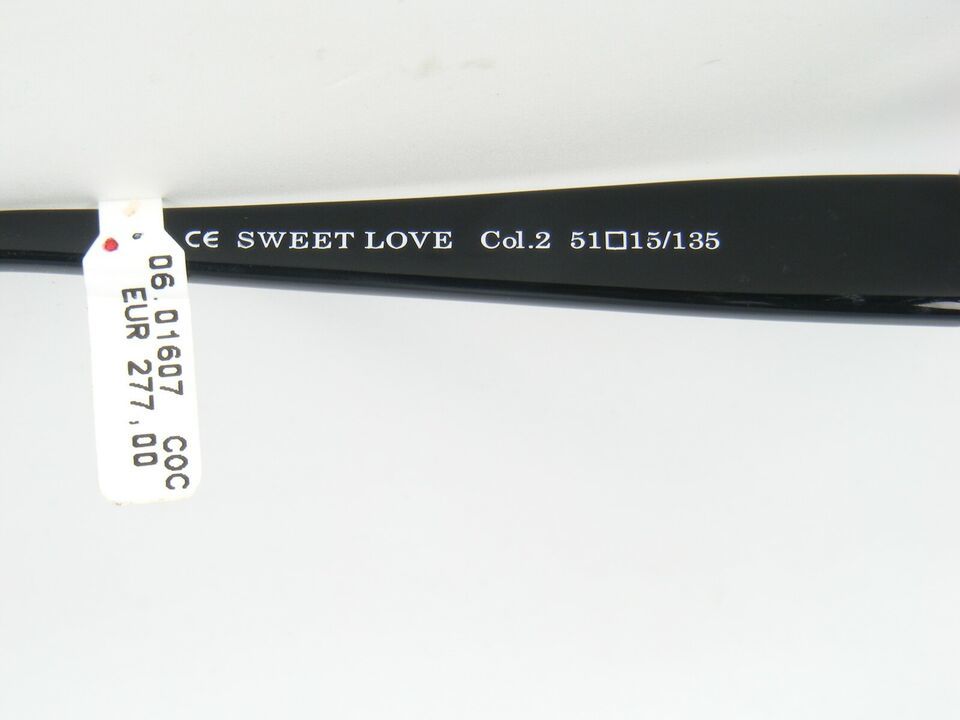 CE SWEET LOVE Col.2 51□15/135
06.01607 COC
EUR 277,00